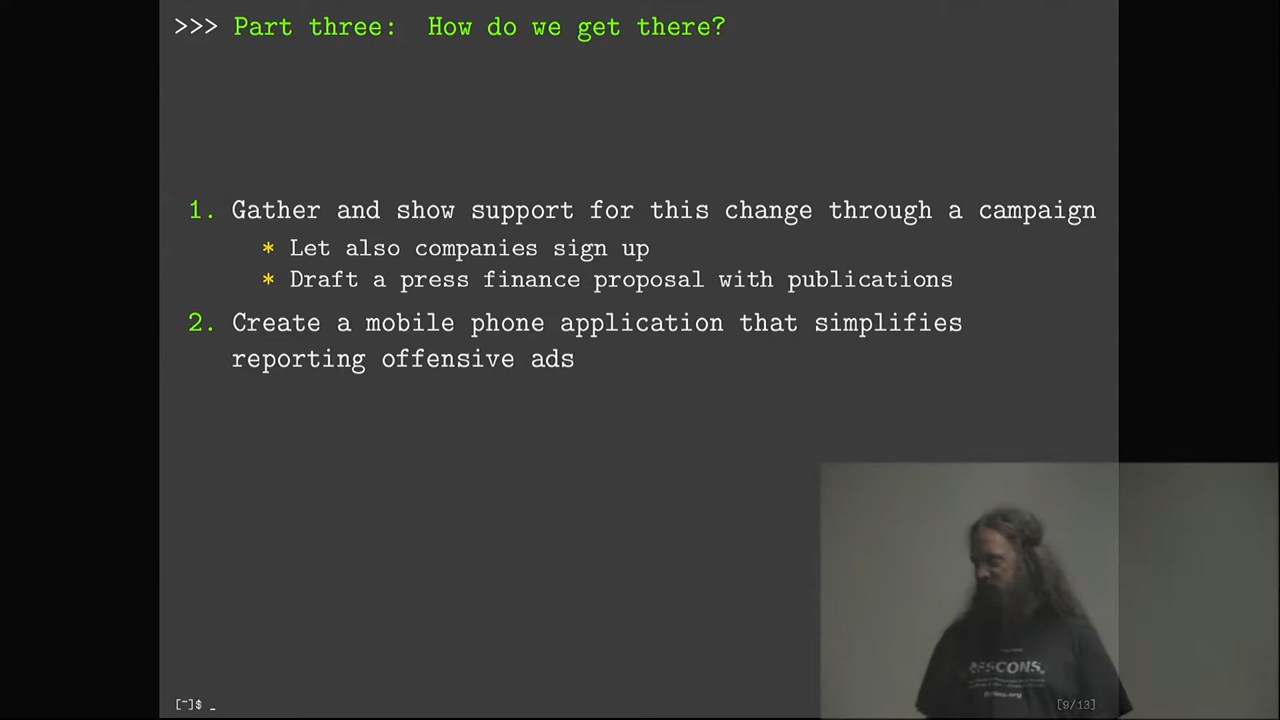 >>> Part three: How do we get there?
1. Gather and show support for this change through a campaign
* Let also companies sign up
* Draft a press finance proposal with publications
2. Create a mobile phone application that simplifies
reporting offensive ads
[~]$ _
[9/13]